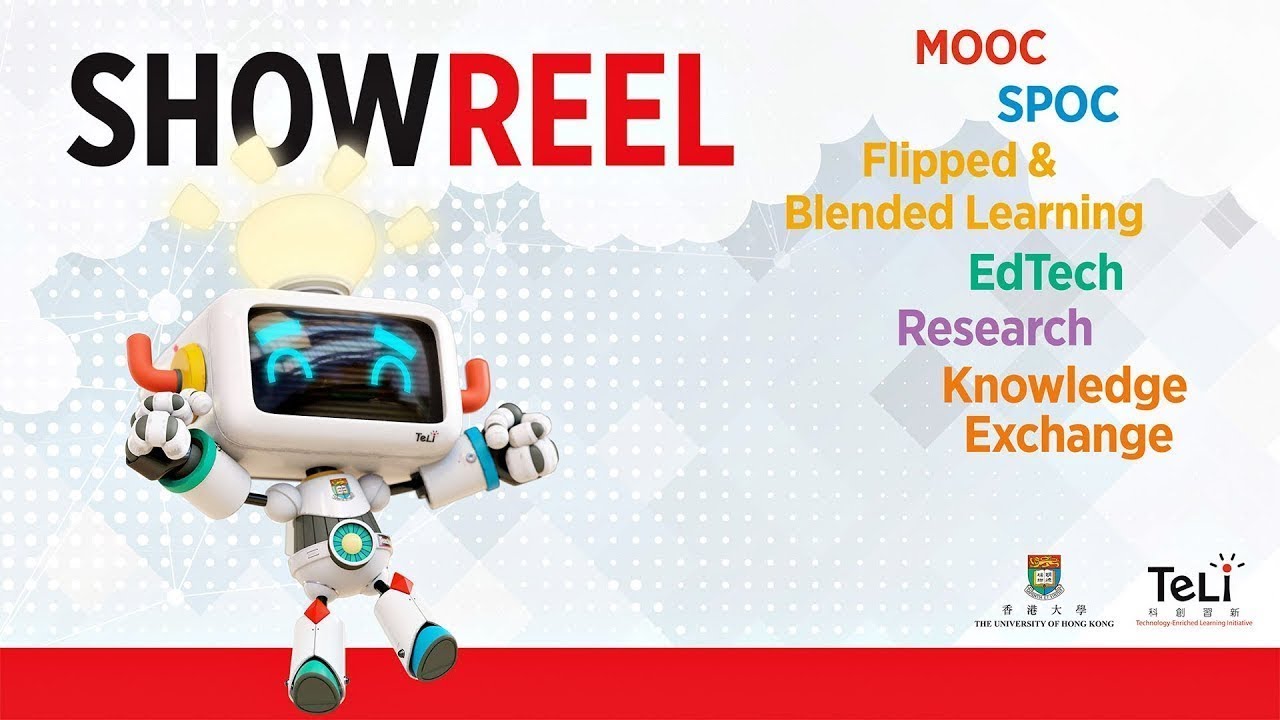 SHOWREEL
MOOC
SPOC
Flipped &
Blended Learning
EdTech
Research
Knowledge
Exchange
TeLi
香港大學
THE UNIVERSITY OF HONG KONG
TeLi
科創習新
Technology-Enriched Learning Initiative